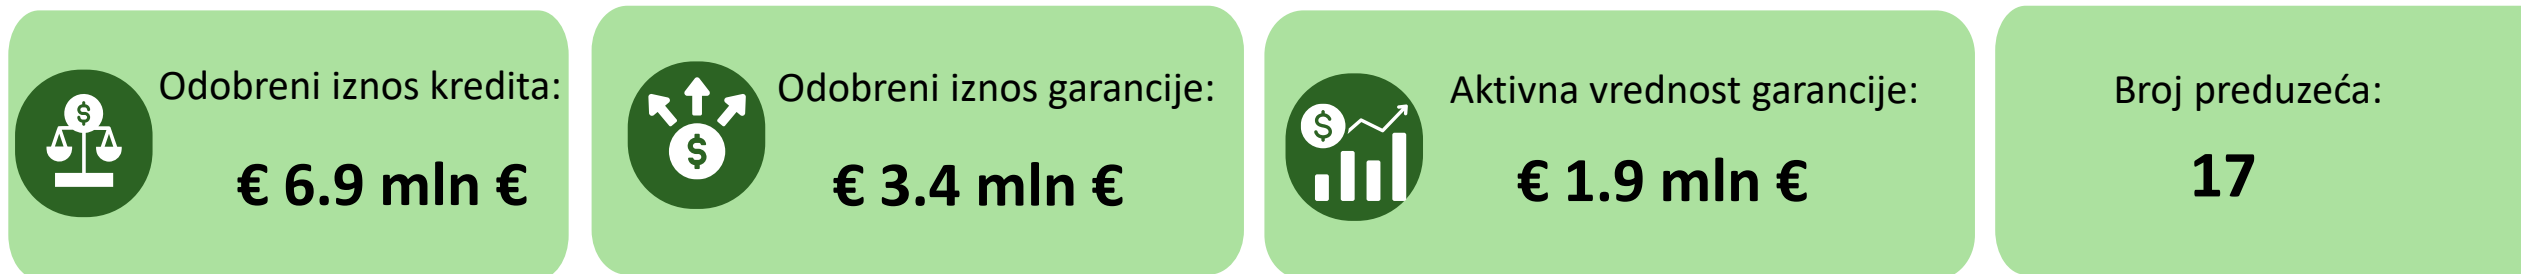 Odobreni iznos kredita:
€ 6.9 mln €
Odobreni iznos garancije:
€ 3.4 mln €
Aktivna vrednost garancije:
€ 1.9 mln €
Broj preduzeća:
17